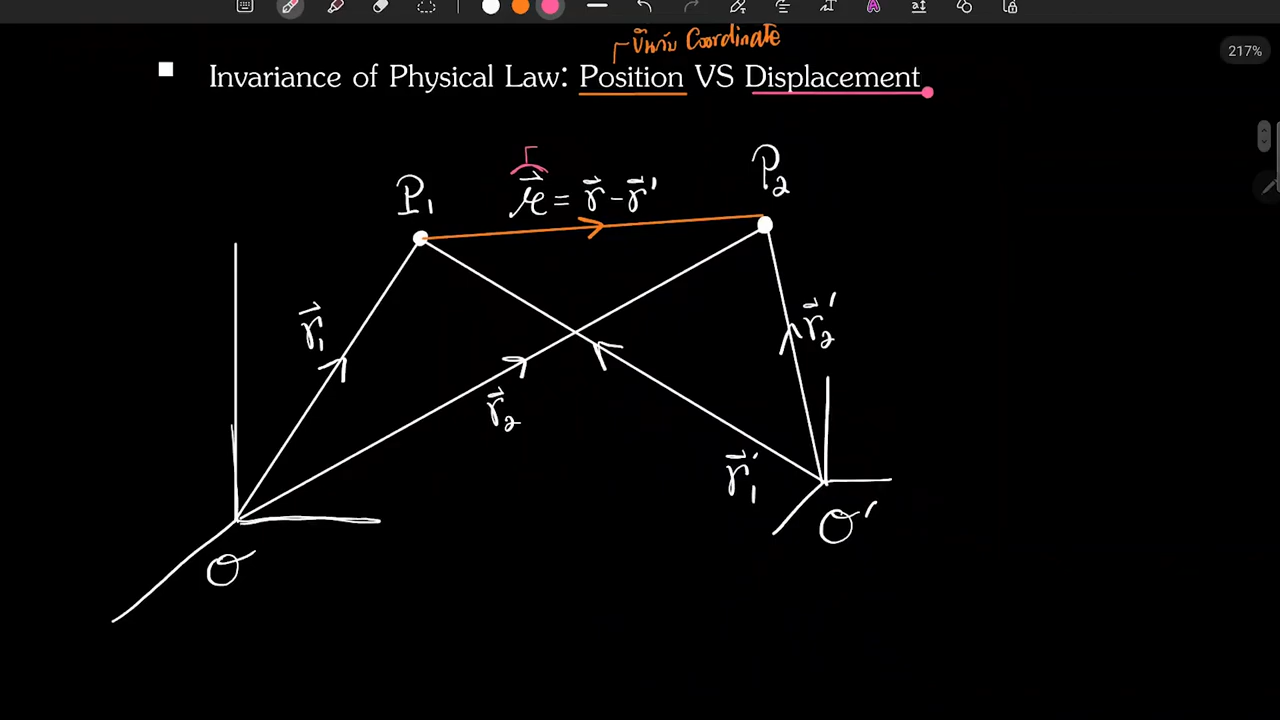 ขึ้นกับ Coordinate
217%
Invariance of Physical Law: Position VS Displacement
P₁
𝓇⃗ = r⃗ - r⃗'
P₂
r⃗₁
r⃗₂'
r⃗₂
r⃗₁'
O
O'